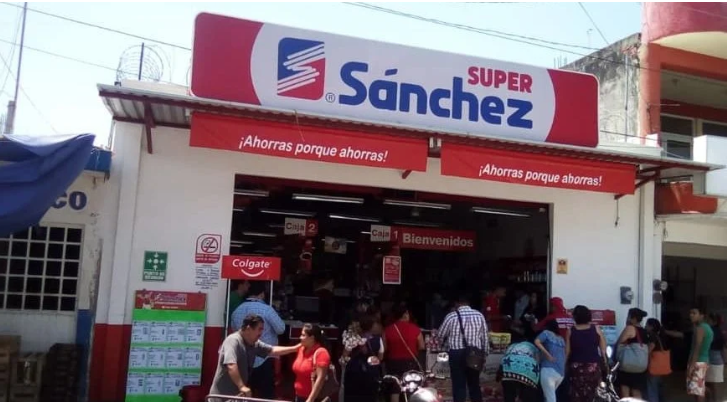 SUPER
Sánchez
®
¡Ahorras porque ahorras!
¡Ahorras porque ahorras!
co
Caja 2
Caja 1
Bienvenidos
Colgate